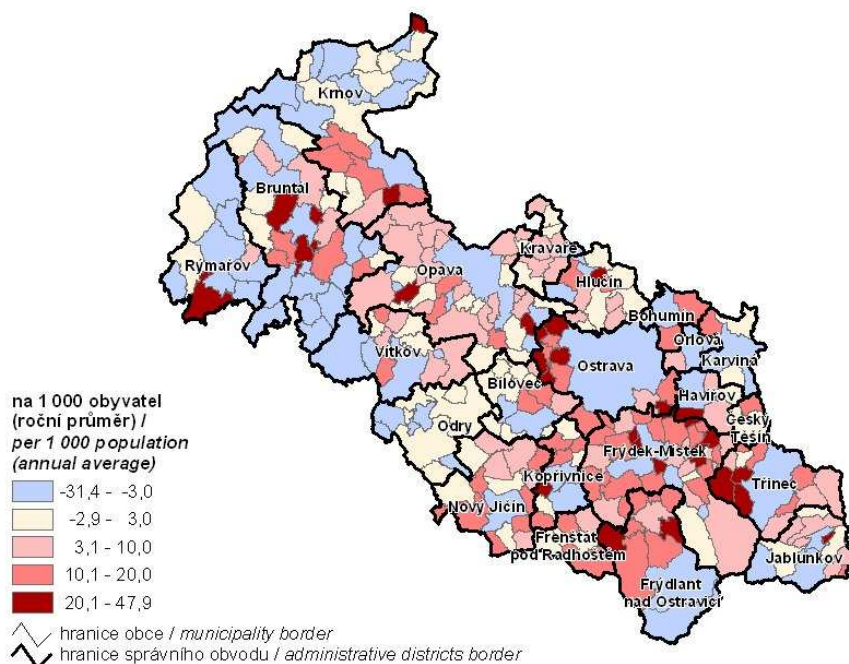 Krnov
Bruntál
Rýmařov
Opava
Kravaře
Hlučín
Bohumín
Orlová
Karviná
Vítkov
Ostrava
Bílovec
Havířov
Odry
Český
Těšín
Frýdek-Místek
Kopřivnice
Třinec
Nový Jičín
Frenštát
pod Radhoštěm
Jablunkov
Frýdlant
nad Ostravicí
na 1 000 obyvatel
(roční průměr) /
per 1 000 population
(annual average)
-31,4 - -3,0
-2,9 - 3,0
3,1 - 10,0
10,1 - 20,0
20,1 - 47,9
hranice obce / municipality border
hranice správního obvodu / administrative districts border